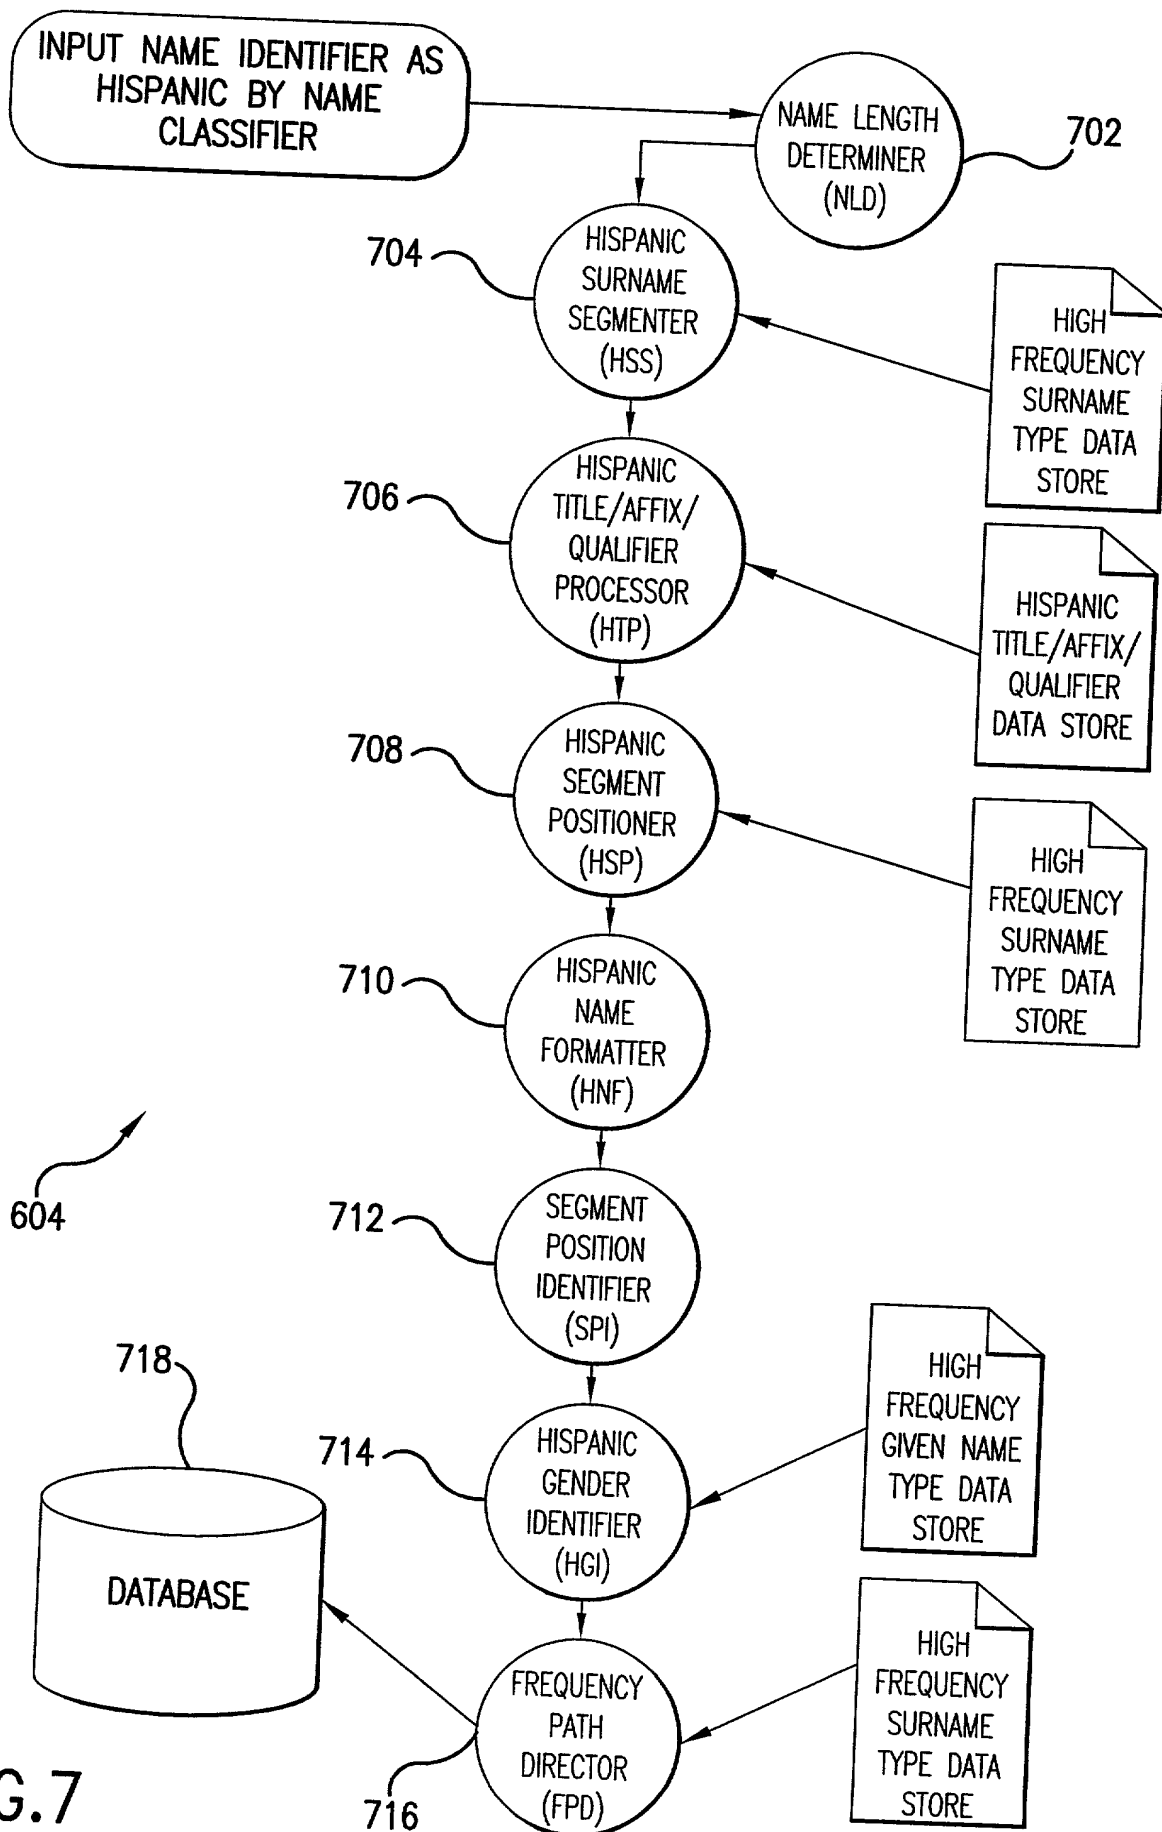 INPUT NAME IDENTIFIER AS
HISPANIC BY NAME
CLASSIFIER
NAME LENGTH
DETERMINER
(NLD)
702
704
HISPANIC
SURNAME
SEGMENTER
(HSS)
HIGH
FREQUENCY
SURNAME
TYPE DATA
STORE
706
HISPANIC
TITLE/AFFIX/
QUALIFIER
PROCESSOR
(HTP)
HISPANIC
TITLE/AFFIX/
QUALIFIER
DATA STORE
708
HISPANIC
SEGMENT
POSITIONER
(HSP)
HIGH
FREQUENCY
SURNAME
TYPE DATA
STORE
710
HISPANIC
NAME
FORMATTER
(HNF)
604
712
SEGMENT
POSITION
IDENTIFIER
(SPI)
718
714
HISPANIC
GENDER
IDENTIFIER
(HGI)
HIGH
FREQUENCY
GIVEN NAME
TYPE DATA
STORE
DATABASE
FREQUENCY
PATH
DIRECTOR
(FPD)
716
HIGH
FREQUENCY
SURNAME
TYPE DATA
STORE
G.7